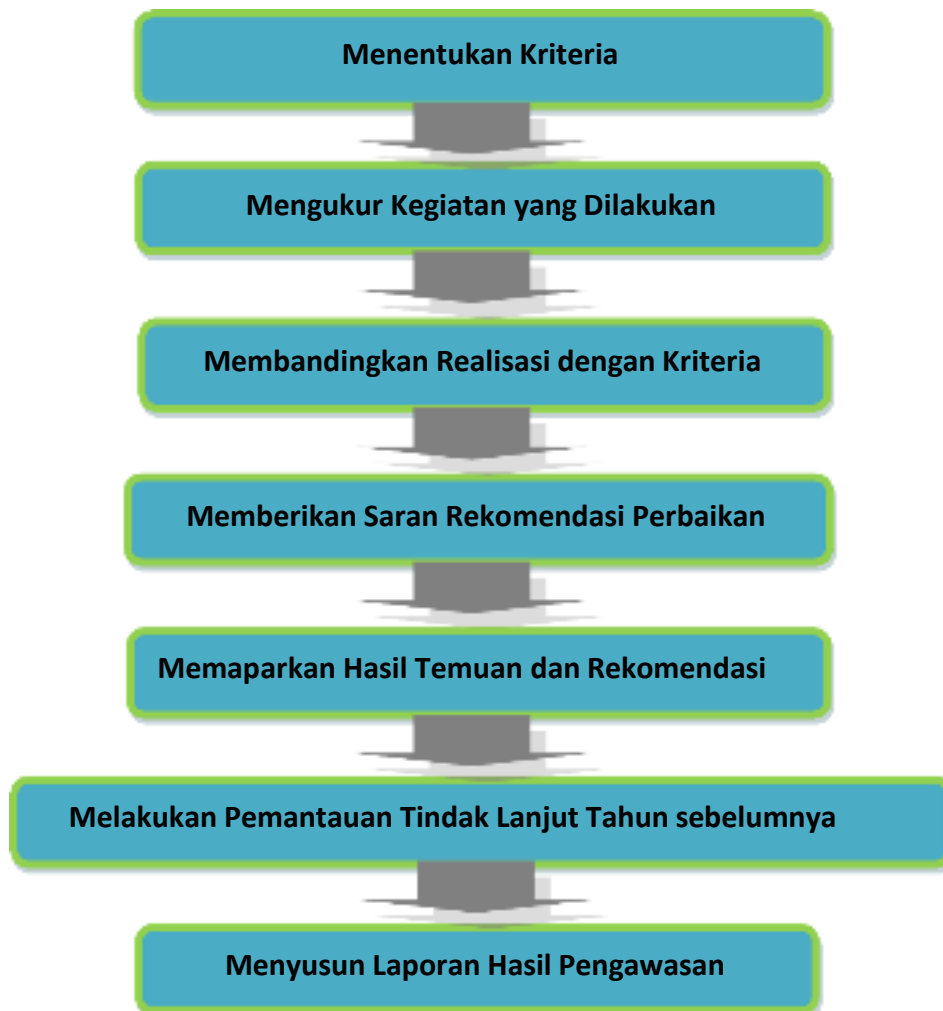 Menentukan Kriteria
Mengukur Kegiatan yang Dilakukan
Membandingkan Realisasi dengan Kriteria
Memberikan Saran Rekomendasi Perbaikan
Memaparkan Hasil Temuan dan Rekomendasi
Melakukan Pemantauan Tindak Lanjut Tahun sebelumnya
Menyusun Laporan Hasil Pengawasan